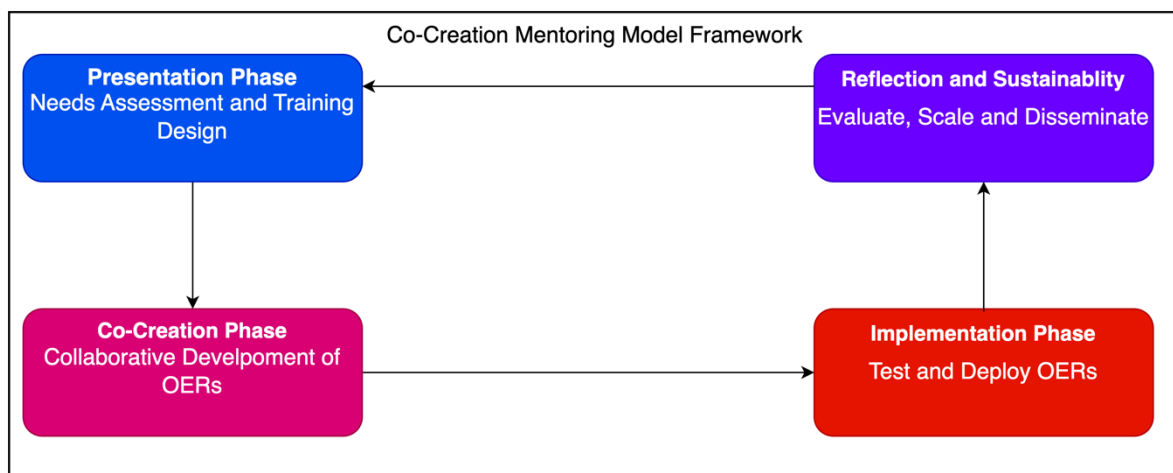 Co-Creation Mentoring Model Framework
Presentation Phase
Needs Assessment and Training
Design
Reflection and Sustainablity
Evaluate, Scale and Disseminate
Co-Creation Phase
Collaborative Develpoment of
OERs
Implementation Phase
Test and Deploy OERs